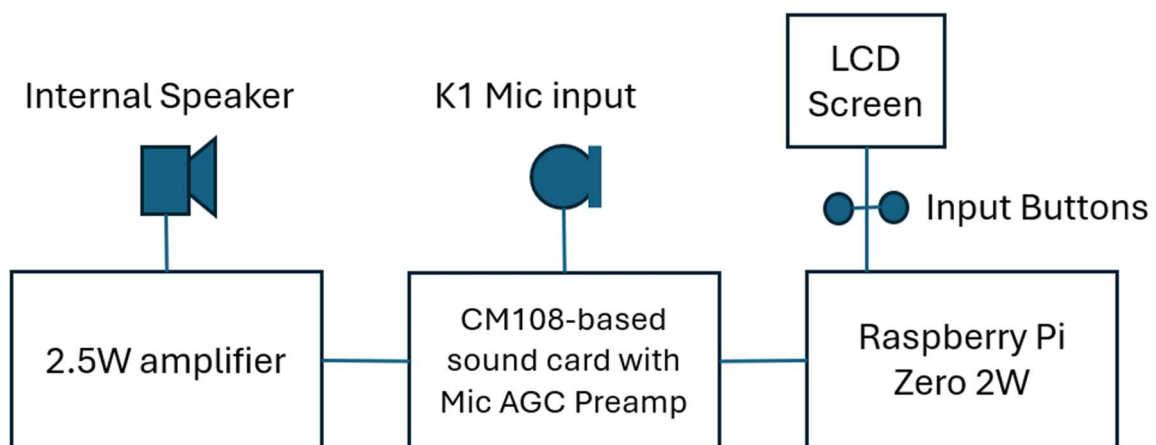 LCD
Screen
Internal Speaker
K1 Mic input
Input Buttons
2.5W amplifier
CM108-based
sound card with
Mic AGC Preamp
Raspberry Pi
Zero 2W